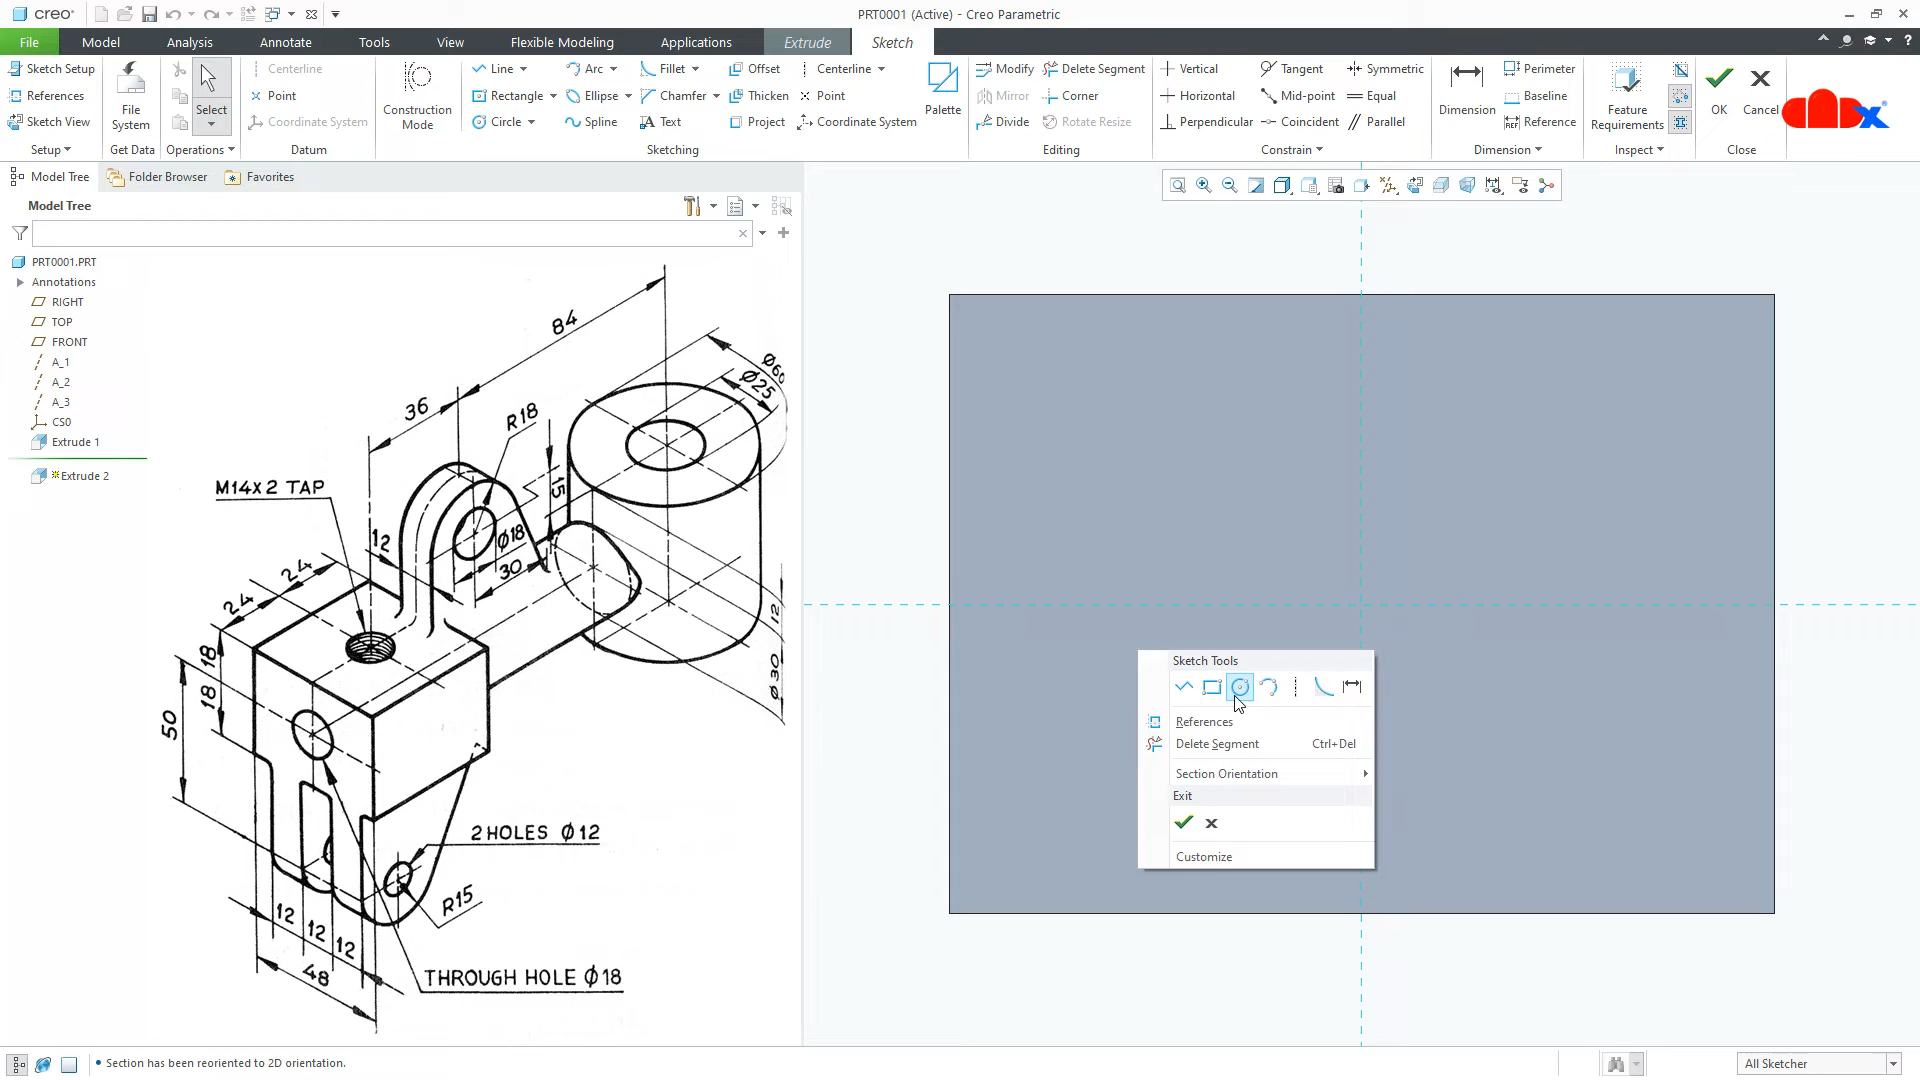 creo
PRT0001 (Active) - Creo Parametric
File
Model
Analysis
Annotate
Tools
View
Flexible Modeling
Applications
Extrude
Sketch
Sketch Setup
References
Sketch View
Setup
File System
Get Data
Select
Operations
Centerline
Point
Coordinate System
Datum
Construction Mode
Line
Arc
Fillet
Offset
Centerline
Rectangle
Ellipse
Chamfer
Thicken
Point
Circle
Spline
Text
Project
Coordinate System
Palette
Sketching
Modify
Delete Segment
Mirror
Corner
Divide
Rotate Resize
Editing
Vertical
Tangent
Symmetric
Horizontal
Mid-point
Equal
Perpendicular
Coincident
Parallel
Constrain
Dimension
Perimeter
Baseline
Reference
Dimension
Feature Requirements
Inspect
OK
Cancel
Close
Model Tree
Folder Browser
Favorites
Model Tree
PRT0001.PRT
Annotations
RIGHT
TOP
FRONT
A_1
A_2
A_3
CS0
Extrude 1
Extrude 2
84
Ø60
Ø25
36
R18
15
M14x2 TAP
12
Ø18
30
24
24
18
18
50
12
Ø30
2 HOLES Ø12
R15
12
12
12
48
THROUGH HOLE Ø18
Sketch Tools
References
Delete Segment Ctrl+Del
Section Orientation
Exit
Customize
• Section has been reoriented to 2D orientation.
All Sketcher